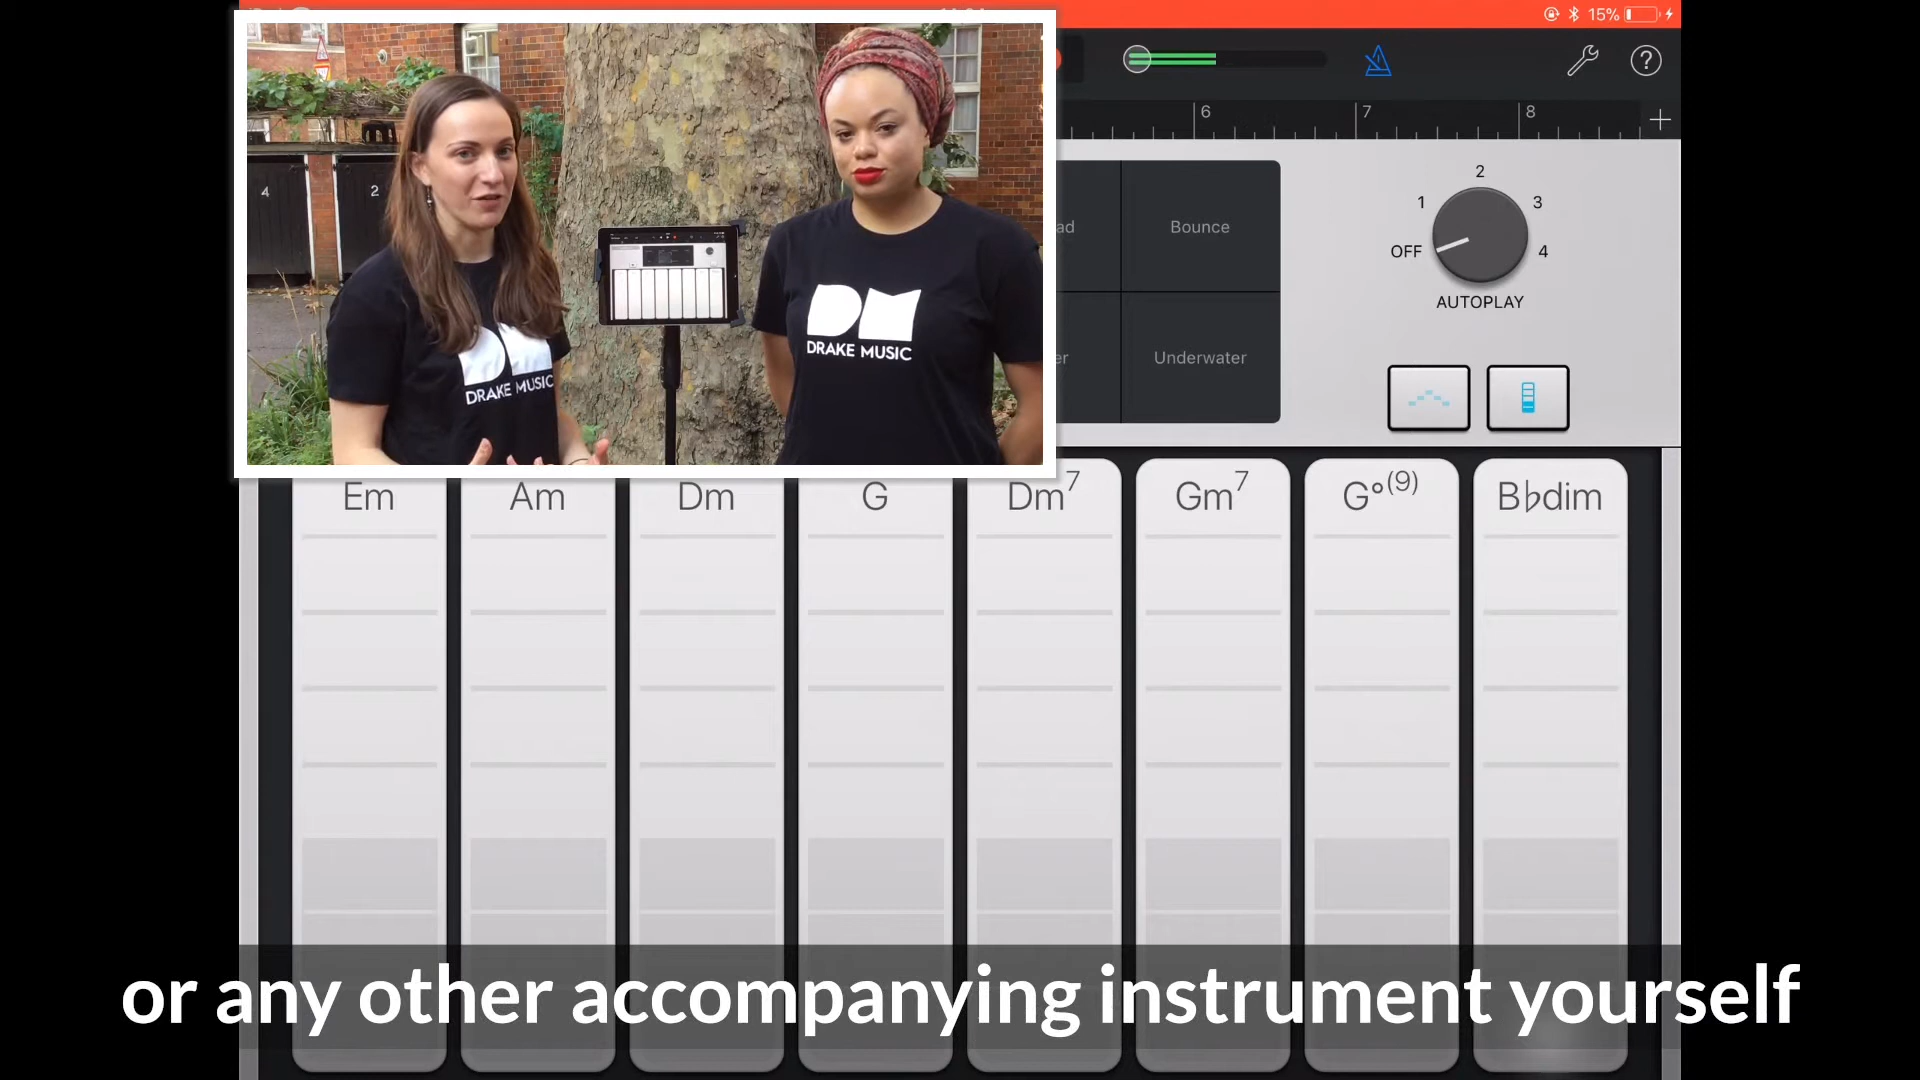 15%
6
7
8
2
1
3
OFF
4
AUTOPLAY
Bounce
Underwater
4
2
DRAKE MUSIC
DM
DRAKE MUSIC
Em
Am
Dm
G
Dm7
Gm7
G°(9)
B♭dim
or any other accompanying instrument yourself